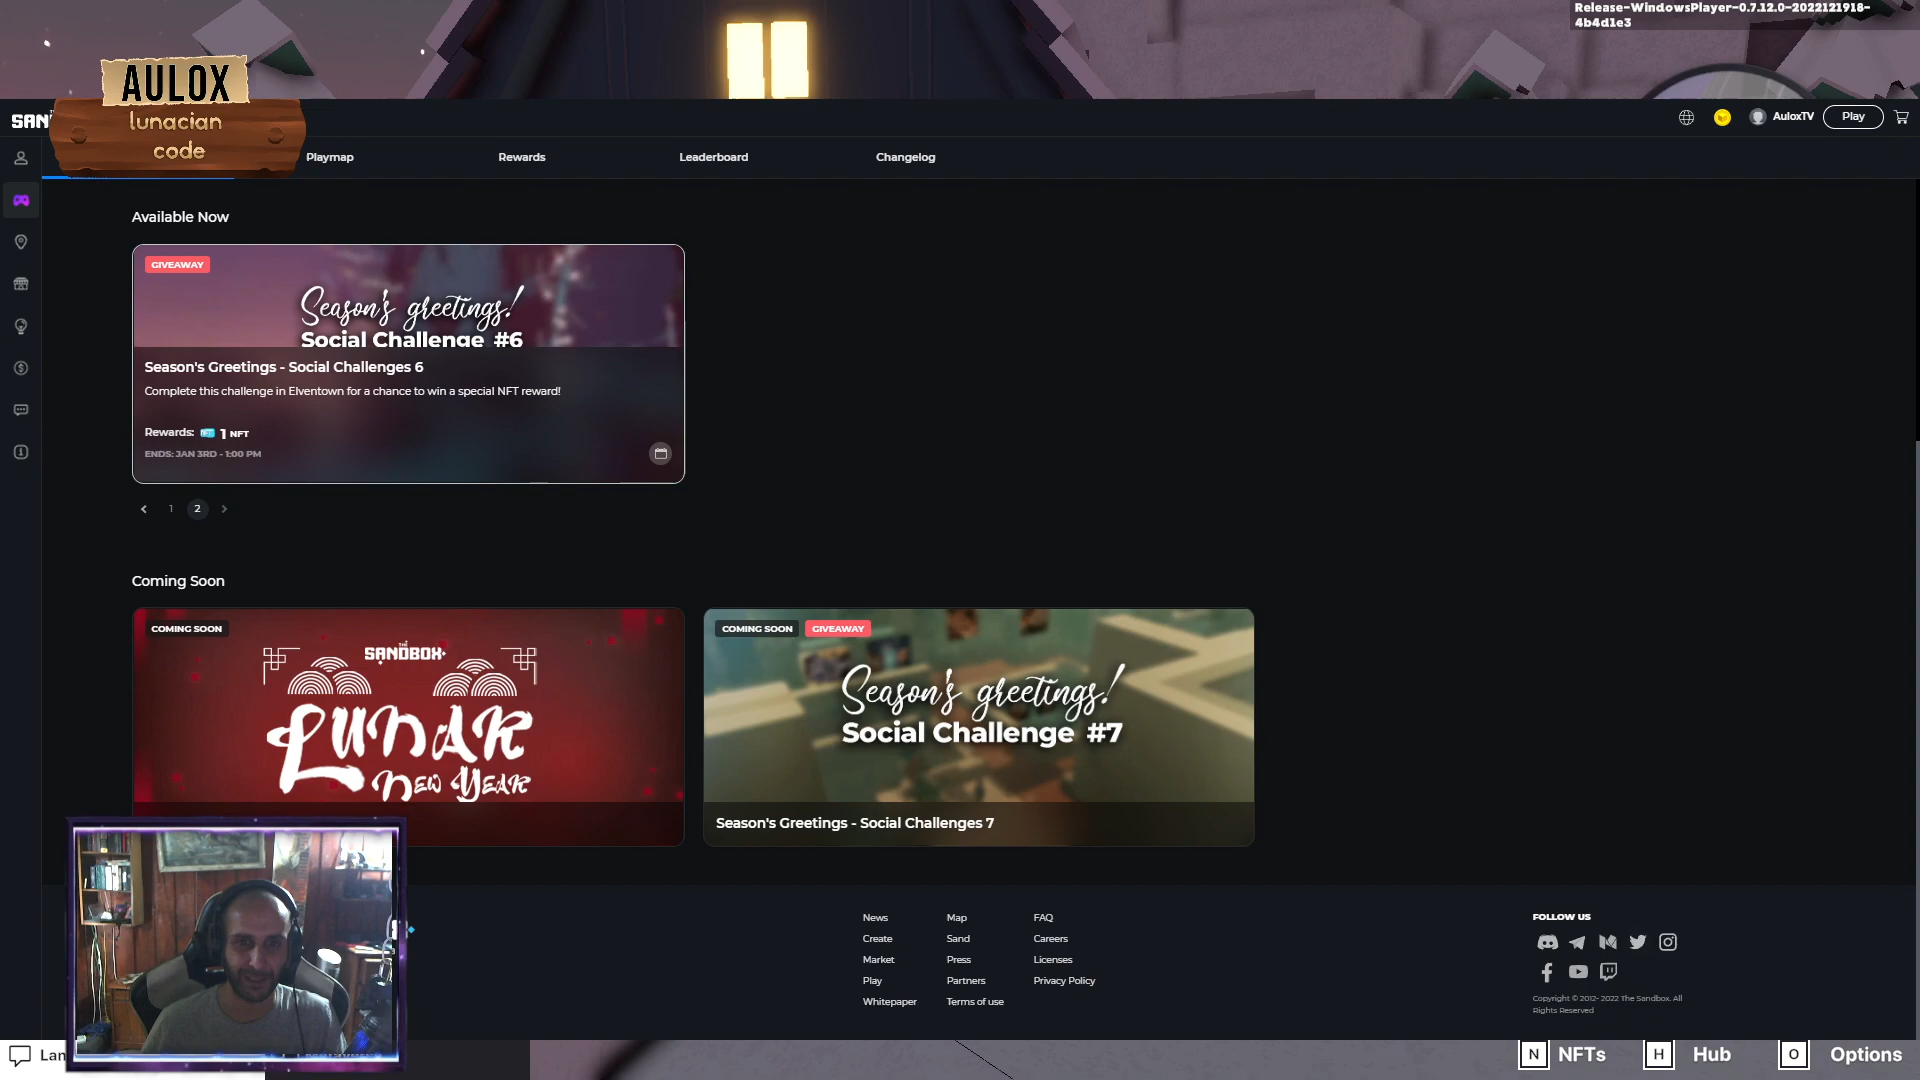 Release-WindowsPlayer-0.7.12.0-2022121918-
4b4d1e3
AULOX
lunacian
code
SAN
AuloxTV
Play
Playmap
Rewards
Leaderboard
Changelog
Available Now
GIVEAWAY
Season's greetings!
Social Challenge #6
Season's Greetings - Social Challenges 6
Complete this challenge in Elventown for a chance to win a special NFT reward!
Rewards: 1 NFT
ENDS: JAN 3RD - 1:00 PM
1
2
Coming Soon
COMING SOON
THE
SANDBOX
LUNAR
NEW YEAR
COMING SOON
GIVEAWAY
Season's greetings!
Social Challenge #7
Season's Greetings - Social Challenges 7
News
Map
FAQ
Create
Sand
Careers
Market
Press
Licenses
Play
Partners
Privacy Policy
Whitepaper
Terms of use
FOLLOW US
Copyright © 2012- 2022 The Sandbox. All
Rights Reserved
Lan
N NFTs
H Hub
O Options